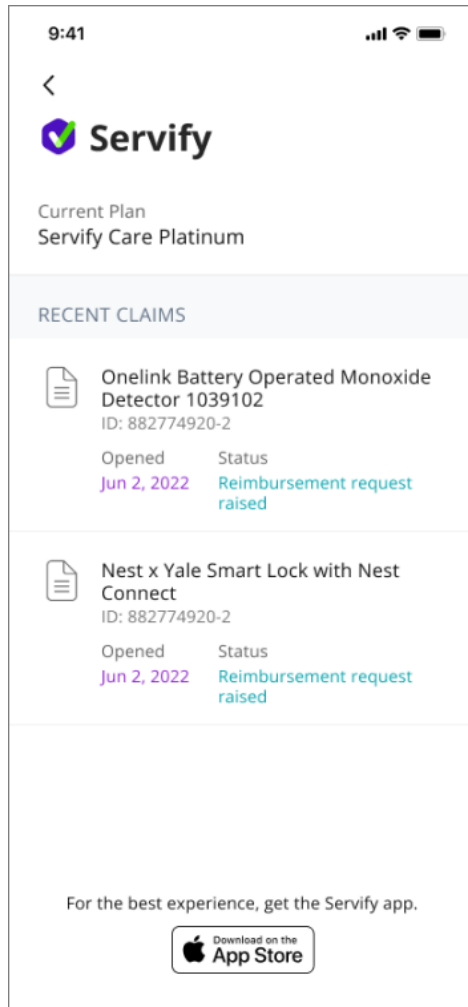 9:41
Servify
Current Plan
Servify Care Platinum
RECENT CLAIMS
Onelink Battery Operated Monoxide
Detector 1039102
ID: 882774920-2
Opened Status
Jun 2, 2022 Reimbursement request
raised
Nest x Yale Smart Lock with Nest
Connect
ID: 882774920-2
Opened Status
Jun 2, 2022 Reimbursement request
raised
For the best experience, get the Servify app.
Download on the
App Store